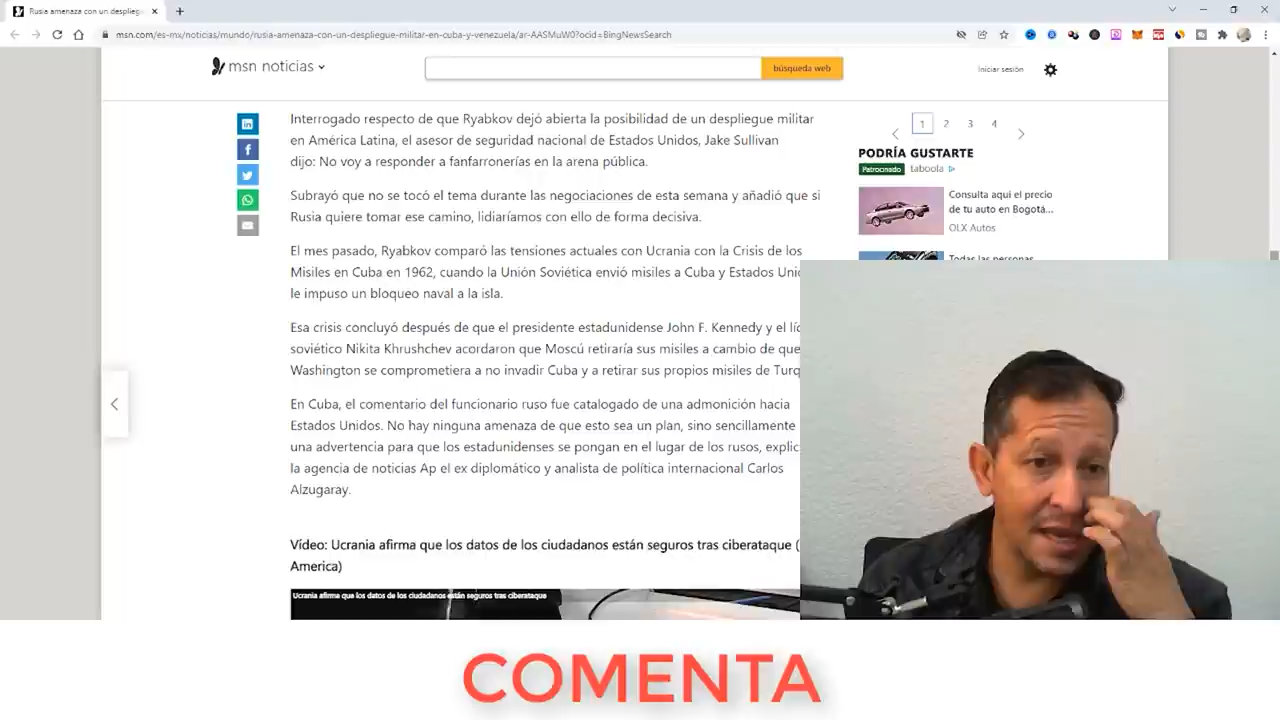 Rusia amenaza con un desplieg
msn.com/es-mx/noticias/mundo/rusia-amenaza-con-un-despliegue-militar-en-cuba-y-venezuela/ar-AASMuW0?ocid=BingNewsSearch
msn noticias
búsqueda web
Iniciar sesión
Interrogado respecto de que Ryabkov dejó abierta la posibilidad de un despliegue militar
en América Latina, el asesor de seguridad nacional de Estados Unidos, Jake Sullivan
dijo: No voy a responder a fanfarronerías en la arena pública.
Subrayó que no se tocó el tema durante las negociaciones de esta semana y añadió que si
Rusia quiere tomar ese camino, lidiaríamos con ello de forma decisiva.
El mes pasado, Ryabkov comparó las tensiones actuales con Ucrania con la Crisis de los
Misiles en Cuba en 1962, cuando la Unión Soviética envió misiles a Cuba y Estados Unid
le impuso un bloqueo naval a la isla.
Esa crisis concluyó después de que el presidente estadunidense John F. Kennedy y el líd
soviético Nikita Khrushchev acordaron que Moscú retiraría sus misiles a cambio de que
Washington se comprometiera a no invadir Cuba y a retirar sus propios misiles de Turq
En Cuba, el comentario del funcionario ruso fue catalogado de una admonición hacia
Estados Unidos. No hay ninguna amenaza de que esto sea un plan, sino sencillamente
una advertencia para que los estadunidenses se pongan en el lugar de los rusos, explic
la agencia de noticias Ap el ex diplomático y analista de política internacional Carlos
Alzugaray.
Vídeo: Ucrania afirma que los datos de los ciudadanos están seguros tras ciberataque (
America)
Ucrania afirma que los datos de los ciudadanos están seguros tras ciberataque
1 2 3 4
PODRÍA GUSTARTE
Patrocinado taboola
Consulta aquí el precio
de tu auto en Bogotá...
OLX Autos
Todas las personas
COMENTA